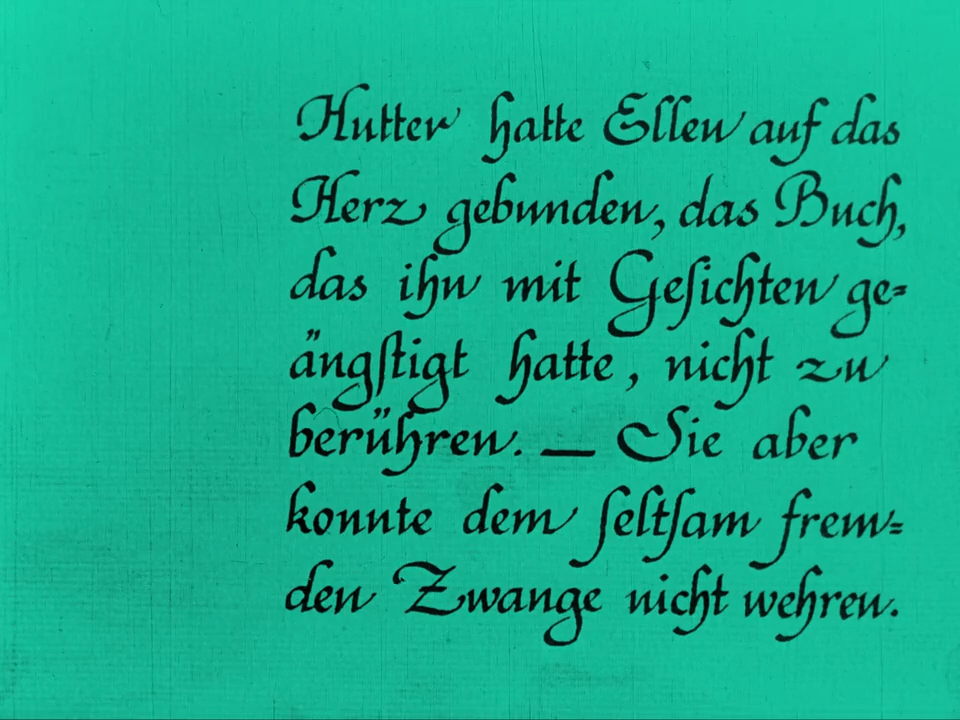 Hutter hatte Ellen auf das
Herz gebunden, das Buch,
das ihn mit Geſichten ge⸗
ängſtigt hatte, nicht zu
berühren. — Sie aber
konnte dem ſeltſam frem⸗
den Zwange nicht wehren.